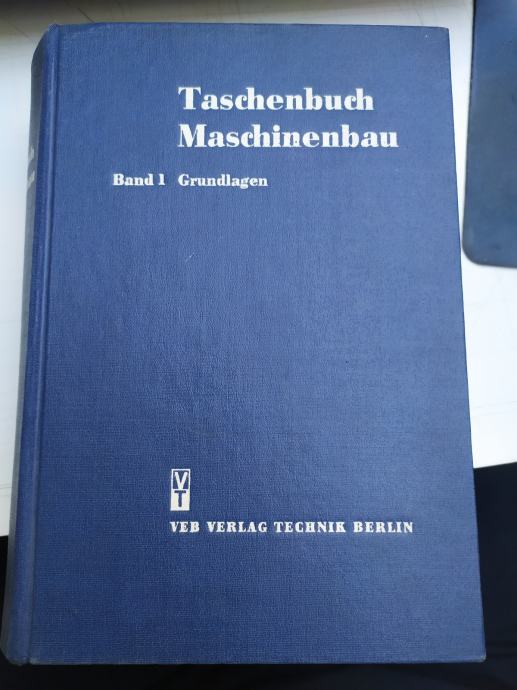 Taschenbuch
Maschinenbau
Band 1 Grundlagen
VT
VEB VERLAG TECHNIK BERLIN